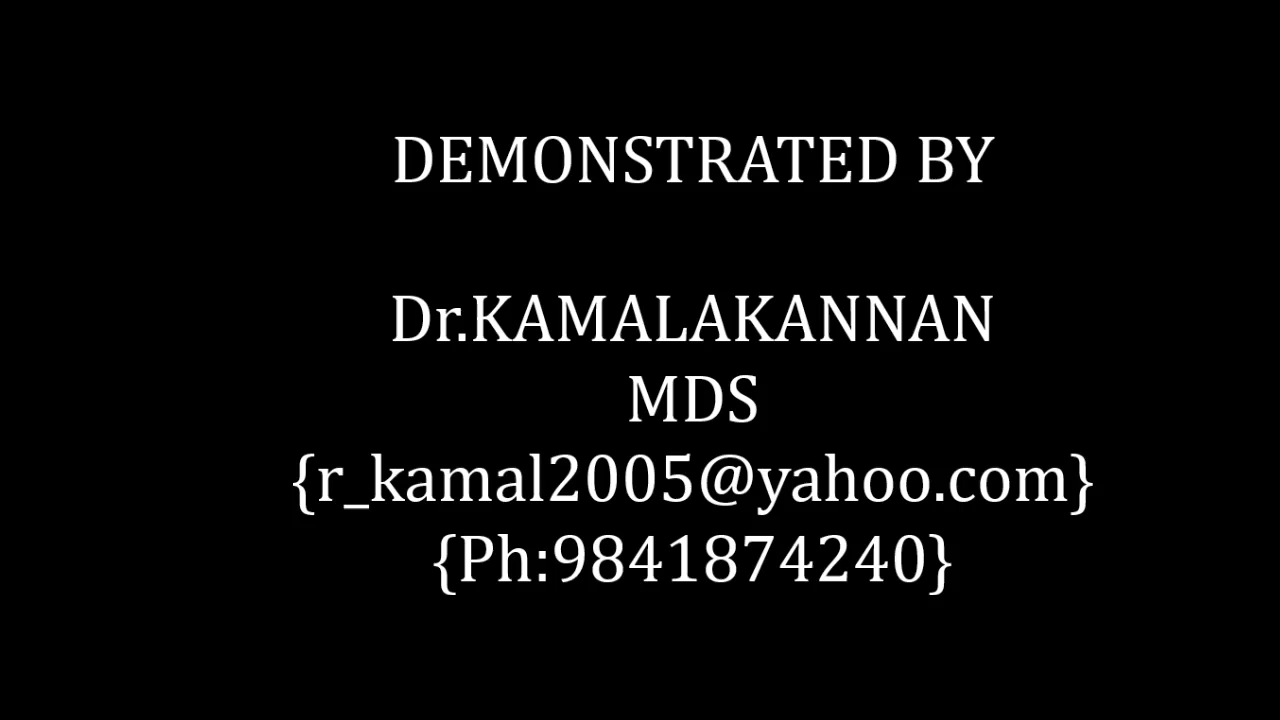 DEMONSTRATED BY
Dr.KAMALAKANNAN
MDS
{r_kamal2005@yahoo.com}
{Ph:9841874240}